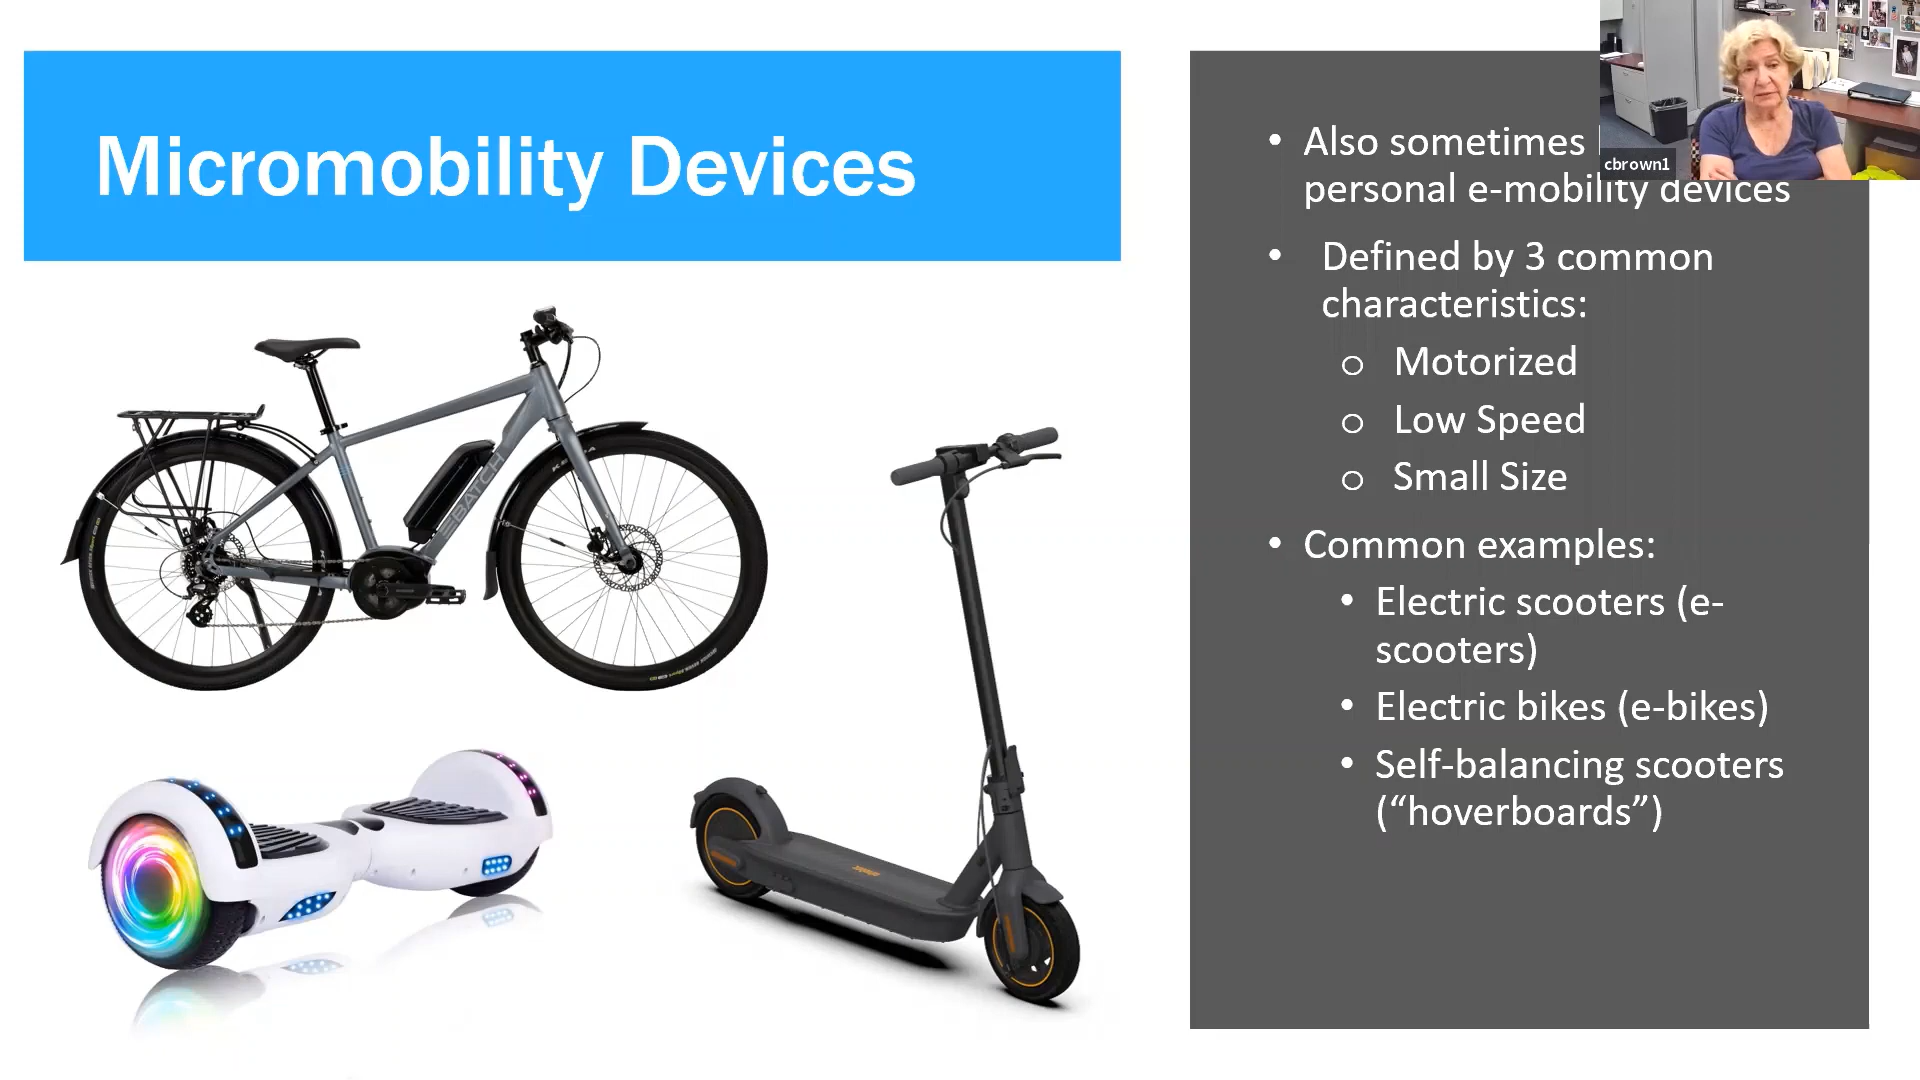 Micromobility Devices
• Also sometimes
personal e-mobility devices
• Defined by 3 common
characteristics:
o Motorized
o Low Speed
o Small Size
• Common examples:
• Electric scooters (e-
scooters)
• Electric bikes (e-bikes)
• Self-balancing scooters
(“hoverboards”)
cbrown1
BATCH